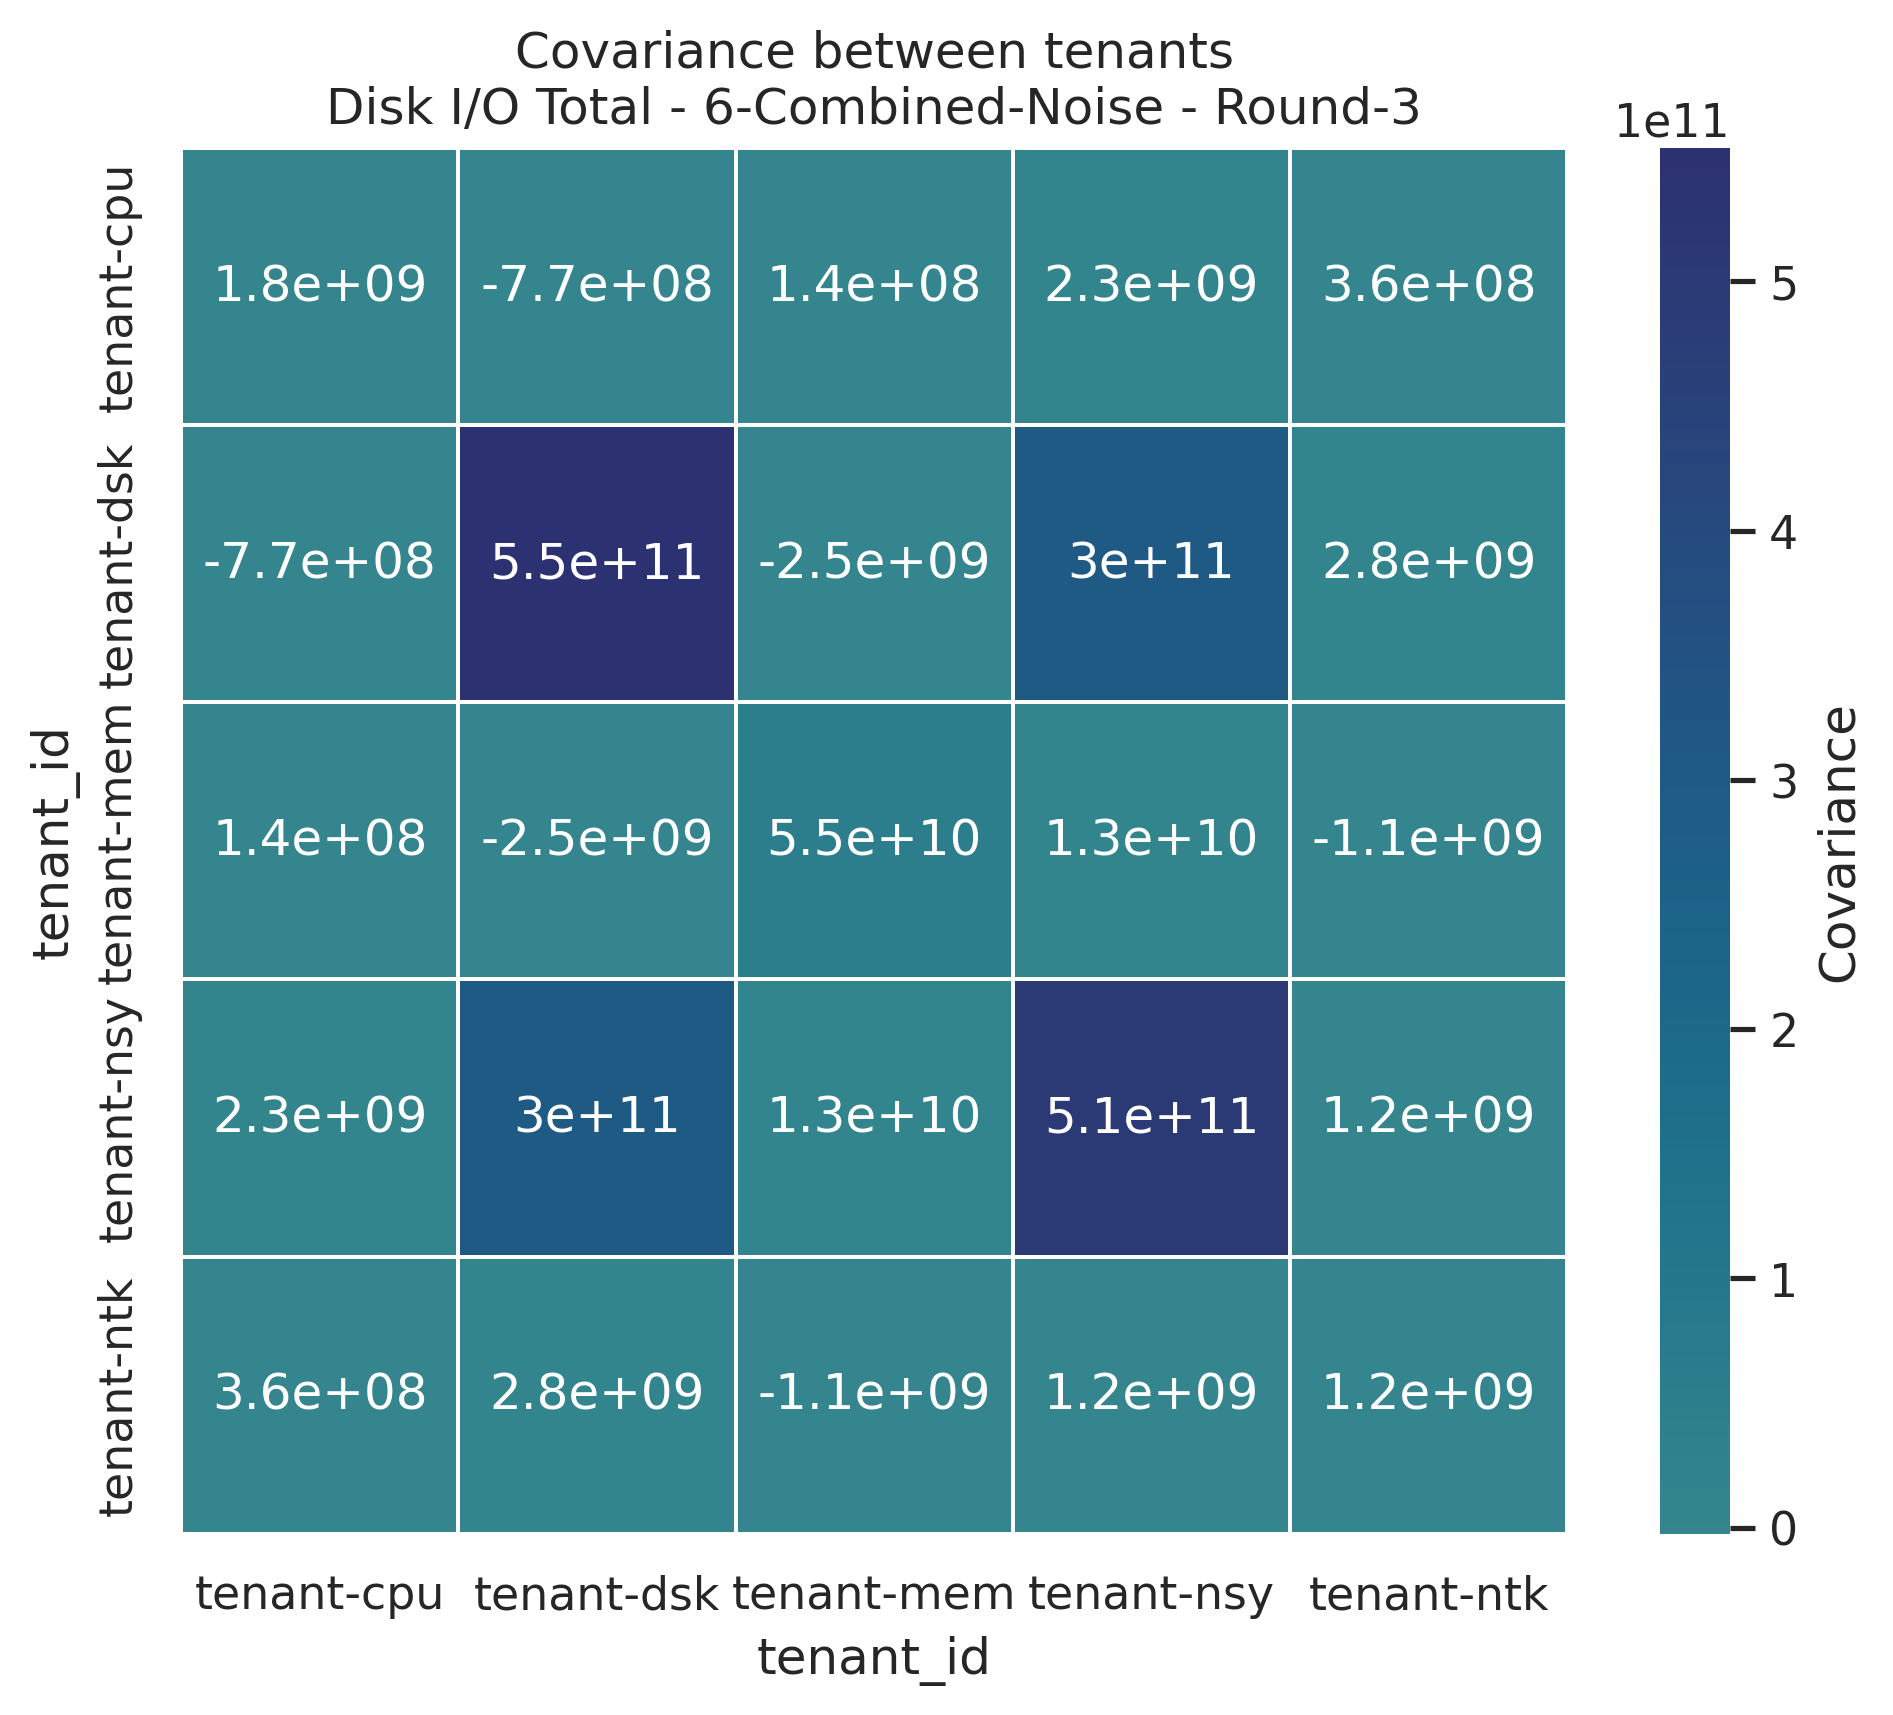 Covariance between tenants
Disk I/O Total - 6-Combined-Noise - Round-3
1e11
tenant_id
tenant-cpu
1.8e+09 -7.7e+08 1.4e+08 2.3e+09 3.6e+08
tenant-dsk
-7.7e+08 5.5e+11 -2.5e+09 3e+11 2.8e+09
tenant-mem
1.4e+08 -2.5e+09 5.5e+10 1.3e+10 -1.1e+09
tenant-nsy
2.3e+09 3e+11 1.3e+10 5.1e+11 1.2e+09
tenant-ntk
3.6e+08 2.8e+09 -1.1e+09 1.2e+09 1.2e+09
tenant-cpu tenant-dsk tenant-mem tenant-nsy tenant-ntk
tenant_id
5
4
3
2
1
0
Covariance